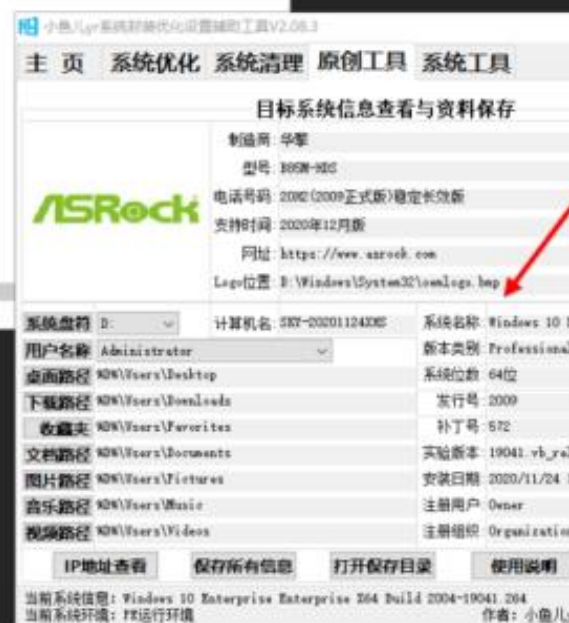 小鱼儿yr系统封装优化设置辅助工具V2.08.3
主 页 系统优化 系统清理 原创工具 系统工具
目标系统信息查看与资料保存
ASRock
制造商: 华擎
型号: B85M-HDS
电话号码: 2082(2009正式版)稳定长效版
支持时间: 2020年12月版
网址: https://www.asrock.com
Logo位置: D:\Windows\System32\oemlogo.bmp
系统盘符 D: 计算机名: SKY-20201124XMS 系统名称 Windows 10
用户名称 Administrator 版本类别 Professional
桌面路径 %DW\Users\Desktop 系统位数 64位
下载路径 %DW\Users\Downloads 发行号 2009
收藏夹 %DW\Users\Favorites 补丁号 572
文档路径 %DW\Users\Documents 实验版本 19041.vb_rel
图片路径 %DW\Users\Pictures 安装日期 2020/11/24
音乐路径 %DW\Users\Music 注册用户 Owner
视频路径 %DW\Users\Videos 注册组织 Organization
IP地址查看 保存所有信息 打开保存目录 使用说明
当前系统信息: Windows 10 Enterprise Enterprise X64 Build 2004-19041.264
当前系统环境: PE运行环境 作者: 小鱼儿